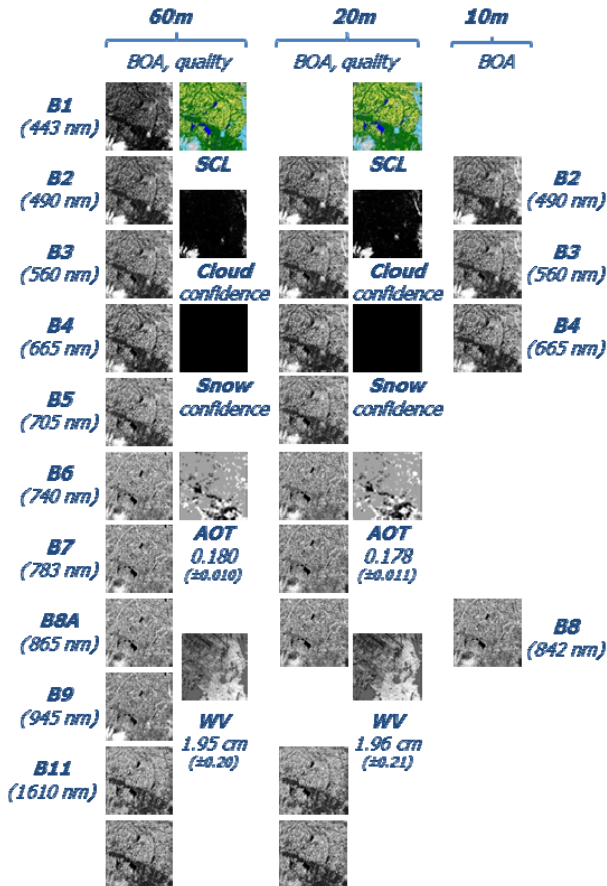 60m 20m 10m
BOA, quality BOA, quality BOA
B1
(443 nm)
SCL SCL
B2 B2
(490 nm) (490 nm)
B3 Cloud Cloud B3
(560 nm) confidence confidence (560 nm)
B4 B4
(665 nm) (665 nm)
Snow Snow
B5 confidence confidence
(705 nm)
B6
(740 nm)
AOT AOT
B7 0.180 0.178
(783 nm) (±0.010) (±0.011)
B8A B8
(865 nm) (842 nm)
B9 WV WV
(945 nm) 1.95 cm 1.96 cm
(±0.20) (±0.21)
B11
(1610 nm)